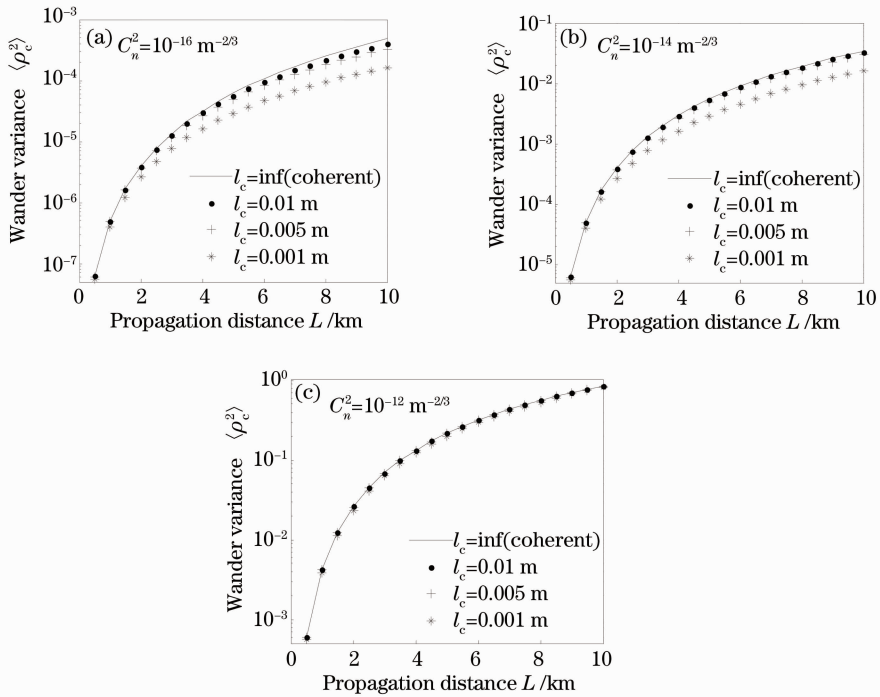 (a)
C_n^2=10^-16 m^-2/3
Wander variance ⟨ρ_c^2⟩
10^-3
10^-4
10^-5
10^-6
10^-7
l_c=inf(coherent)
l_c=0.01 m
l_c=0.005 m
l_c=0.001 m
0 2 4 6 8 10
Propagation distance L /km
(b)
C_n^2=10^-14 m^-2/3
Wander variance ⟨ρ_c^2⟩
10^-1
10^-2
10^-3
10^-4
10^-5
l_c=inf(coherent)
l_c=0.01 m
l_c=0.005 m
l_c=0.001 m
0 2 4 6 8 10
Propagation distance L /km
(c)
C_n^2=10^-12 m^-2/3
Wander variance ⟨ρ_c^2⟩
10^0
10^-1
10^-2
10^-3
l_c=inf(coherent)
l_c=0.01 m
l_c=0.005 m
l_c=0.001 m
0 2 4 6 8 10
Propagation distance L /km